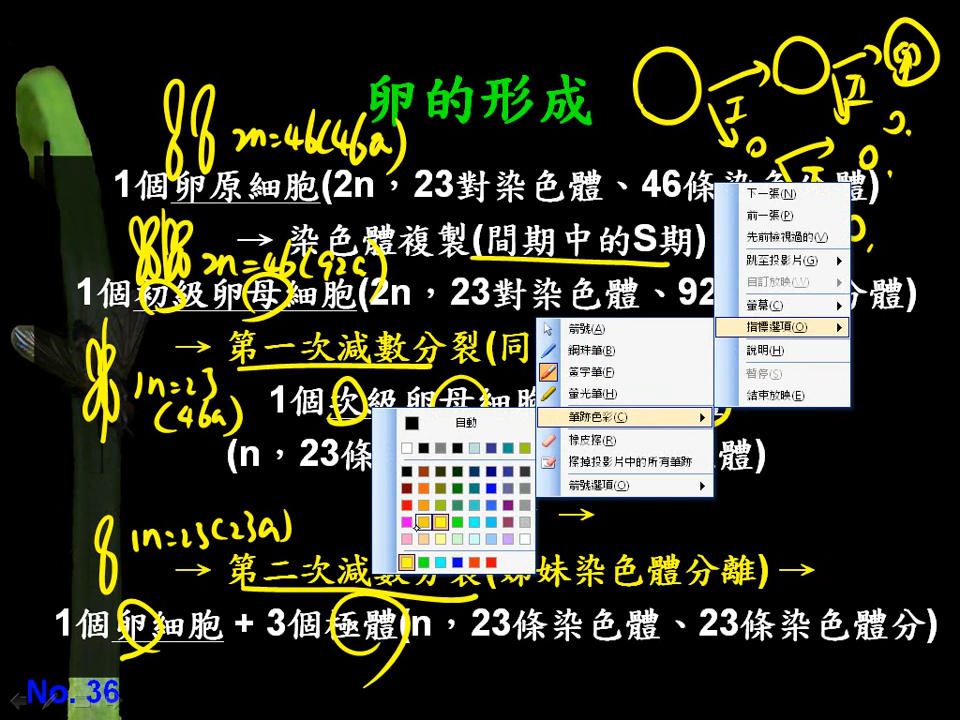 卵的形成
I
II
卵
2n=46(46a)
1個卵原細胞(2n，23對染色體、46條染色體)
→ 染色體複製(間期中的S期)
2n=46(92a)
1個初級卵母細胞(2n，23對染色體、92 分體)
→ 第一次減數分裂(同
1n=23
(46a)
1個次級卵母細胞
(n，23條 體)
→
1n=23(23a)
→ 第二次減數分裂(姊妹染色體分離) →
1個卵細胞 + 3個極體(n，23條染色體、23條染色體分)
No. 36
下一張(N)
前一張(P)
先前檢視過的(V)
跳至投影片(G)
自訂放映(W)
螢幕(C)
指標選項(O)
說明(H)
暫停(S)
結束放映(E)
箭號(A)
鋼珠筆(B)
簽字筆(F)
螢光筆(H)
筆跡色彩(C)
橡皮擦(R)
擦掉投影片中的所有筆跡
箭號選項(O)
自動